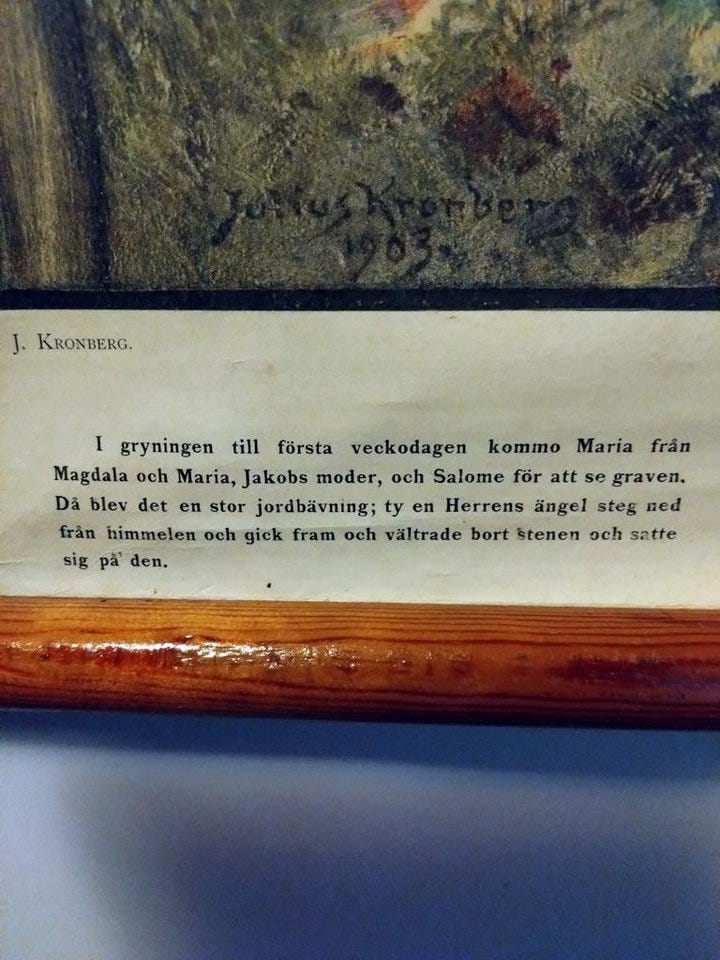 Julius Kronberg
1903.
J. KRONBERG.
I gryningen till första veckodagen kommo Maria från
Magdala och Maria, Jakobs moder, och Salome för att se graven.
Då blev det en stor jordbävning; ty en Herrens ängel steg ned
från himmelen och gick fram och vältrade bort stenen och satte
sig på den.